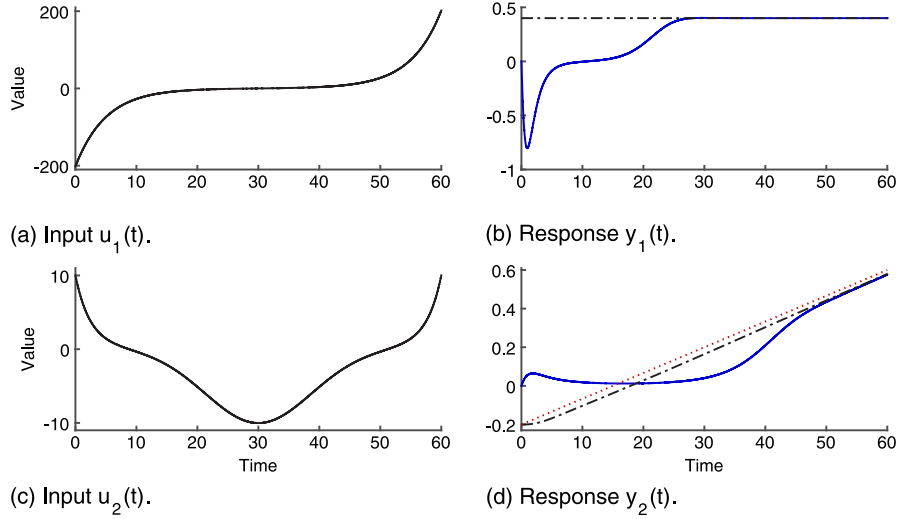 200
0
-200
Value
0 10 20 30 40 50 60
(a) Input u1(t).
0.5
0
-0.5
-1
0 10 20 30 40 50 60
(b) Response y1(t).
10
0
-10
Value
0 10 20 30 40 50 60
Time
(c) Input u2(t).
0.6
0.4
0.2
0
-0.2
0 10 20 30 40 50 60
Time
(d) Response y2(t).